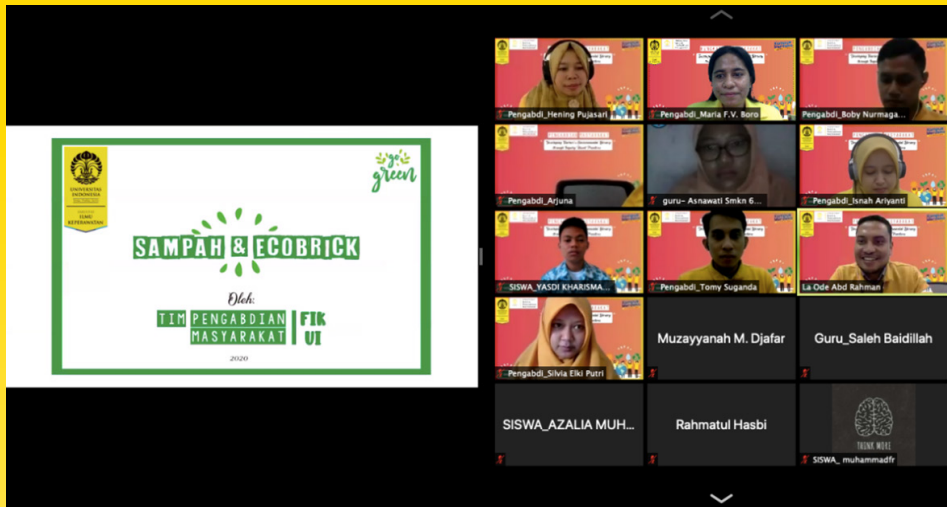 UNIVERSITAS
INDONESIA
ILMU
KEPERAWATAN
go
green
SAMPAH & ECOBRICK
Oleh:
TIM PENGABDIAN
MASYARAKAT
FIK
UI
2020
Pengabdi_Hening Pujasari
Pengabdi_Maria F.V. Boro
Pengabdi_Boby Nurmaga...
Pengabdi_Arjuna
guru- Asnawati Smkn 6...
Pengabdi_Isnah Ariyanti
SISWA_YASDI KHARISMA...
Pengabdi_Tomy Suganda
La Ode Abd Rahman
Pengabdi_Silvia Elki Putri
Muzayyanah M. Djafar
Guru_Saleh Baidillah
SISWA_AZALIA MUH...
Rahmatul Hasbi
THINK MOKI
SISWA_ muhammadfr